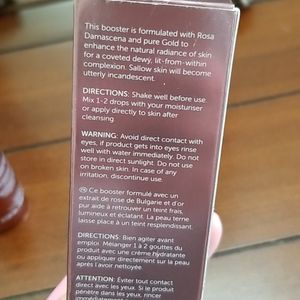 This booster is formulated with Rosa
Damascena and pure Gold to
enhance the natural radiance of skin
for a coveted dewy, lit-from-within
complexion. Sallow skin will become
utterly incandescent.
DIRECTIONS: Shake well before use.
Mix 1-2 drops with your moisturiser
or apply directly to skin after
cleansing
WARNING: Avoid direct contact with
eyes, if product gets into eyes rinse
well with water immediately. Do not
store in direct sunlight. Do not use
on broken skin. In case of any
irritation, discontinue use.
Ce booster formulé avec un
extrait de rose de Bulgarie et d'or
pur aide à retrouver un teint frais,
lumineux et éclatant. La peau terne
laisse place à un teint resplendissant.
DIRECTIONS: Bien agiter avant
emploi. Mélanger 1 à 2 gouttes du
produit avec une crème hydratante
ou appliquer directement sur la peau
après l'avoir nettoyée.
ATTENTION: Éviter tout contact
direct avec les yeux. Si le produit
pénètre dans les yeux, rincer